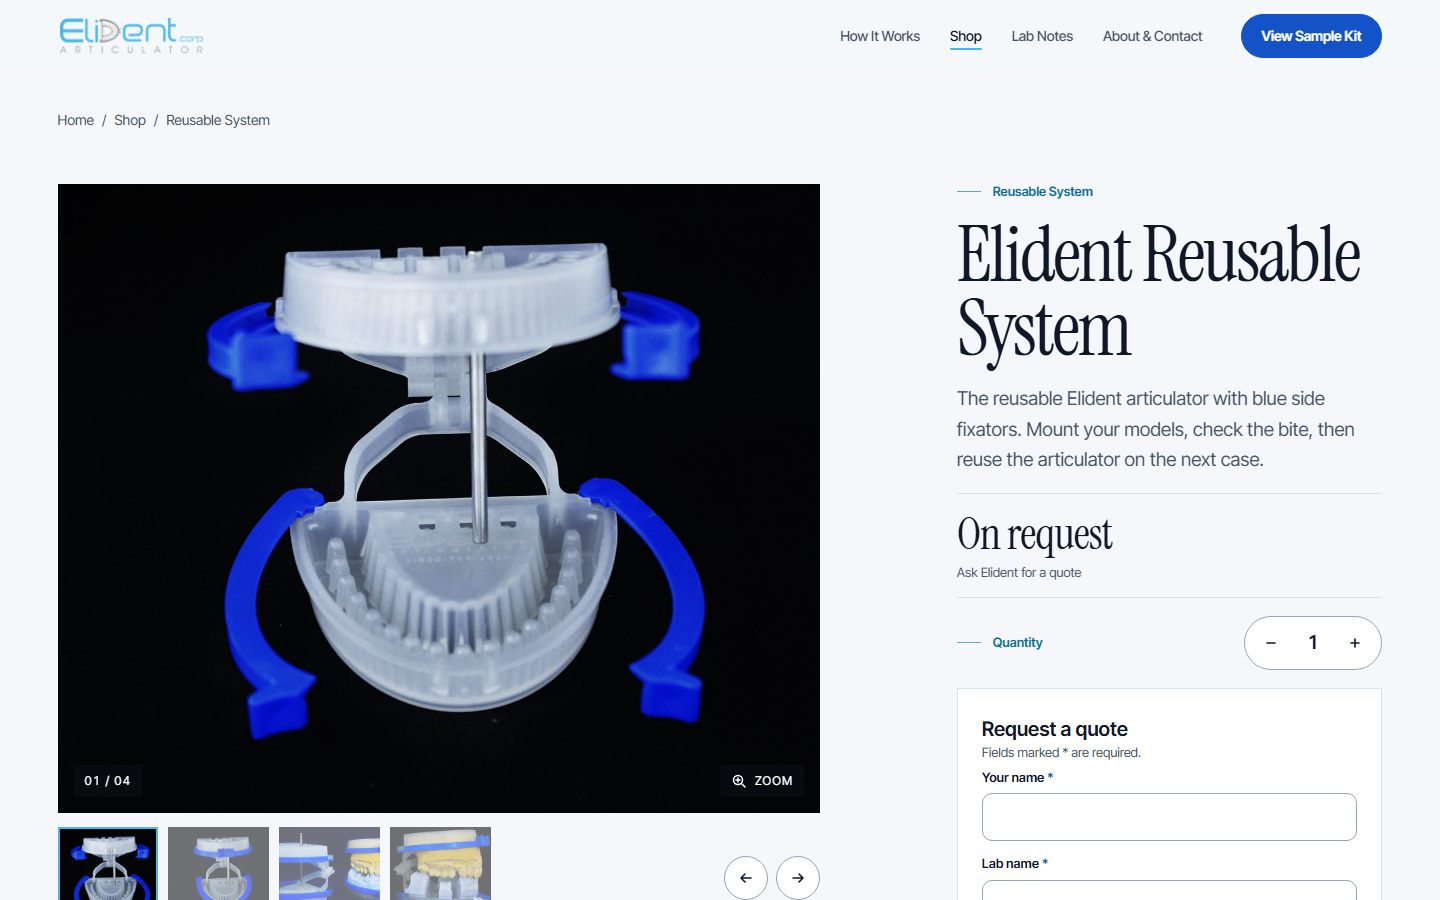 EliDent corp
ARTICULATOR
How It Works
Shop
Lab Notes
About & Contact
View Sample Kit
Home / Shop / Reusable System
01 / 04
ZOOM
Reusable System
Elident Reusable
System
The reusable Elident articulator with blue side
fixators. Mount your models, check the bite, then
reuse the articulator on the next case.
On request
Ask Elident for a quote
Quantity
− 1 +
Request a quote
Fields marked * are required.
Your name *
Lab name *